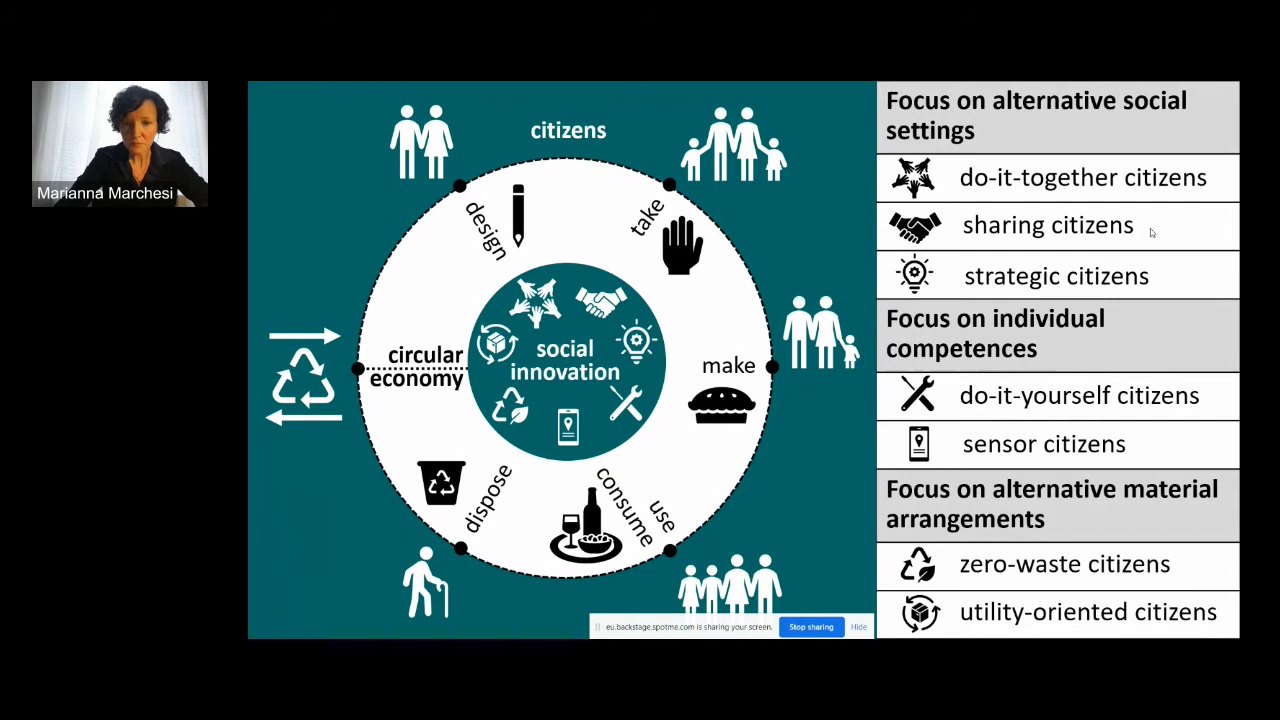 Marianna Marchesi
citizens
design
take
circular
economy
social
innovation
make
dispose
consume
use
eu.backstage.spotme.com is sharing your screen.
Stop sharing
Hide
Focus on alternative social
settings
do-it-together citizens
sharing citizens
strategic citizens
Focus on individual
competences
do-it-yourself citizens
sensor citizens
Focus on alternative material
arrangements
zero-waste citizens
utility-oriented citizens